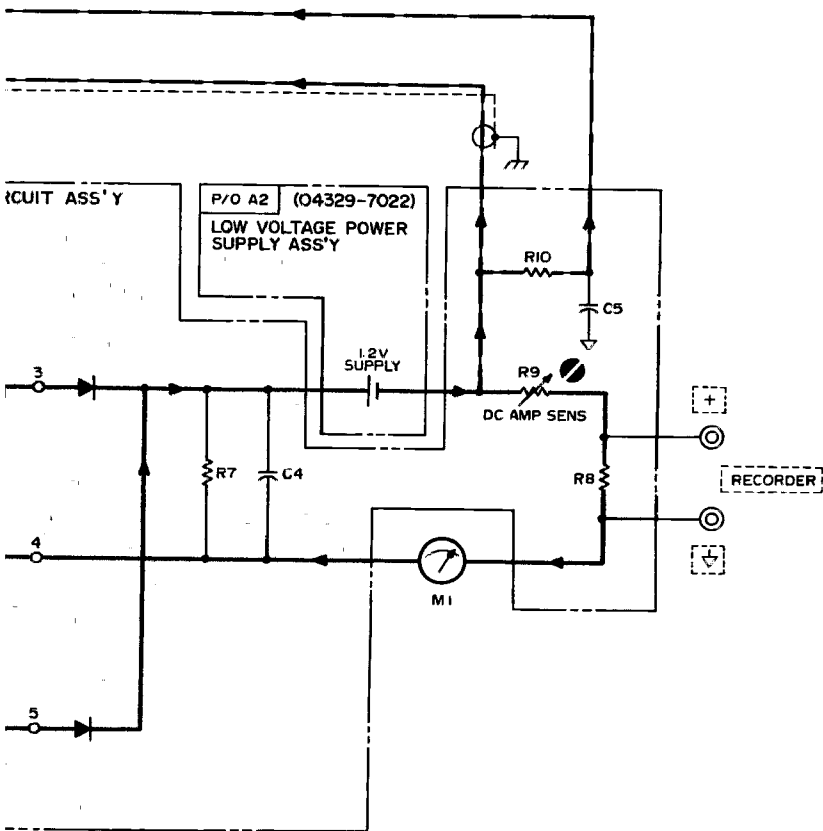 RCUIT ASS'Y
P/O A2 (04329-7022)
LOW VOLTAGE POWER
SUPPLY ASS'Y
R10
C5
1.2V
SUPPLY
3
R9
DC AMP SENS
+
R7
C4
R8
RECORDER
4
M1
5